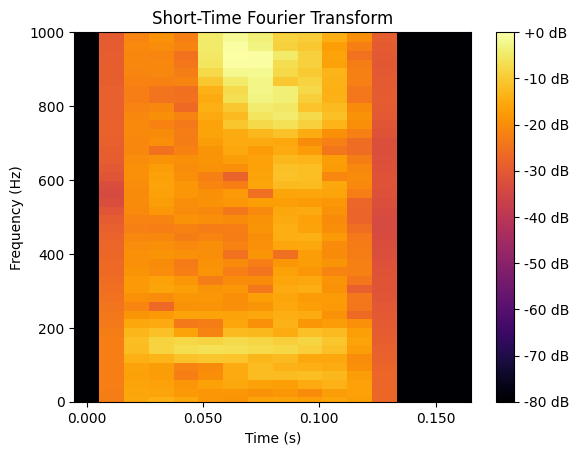 Short-Time Fourier Transform
Frequency (Hz)
1000
800
600
400
200
0
0.000
0.050
0.100
0.150
Time (s)
+0 dB
-10 dB
-20 dB
-30 dB
-40 dB
-50 dB
-60 dB
-70 dB
-80 dB